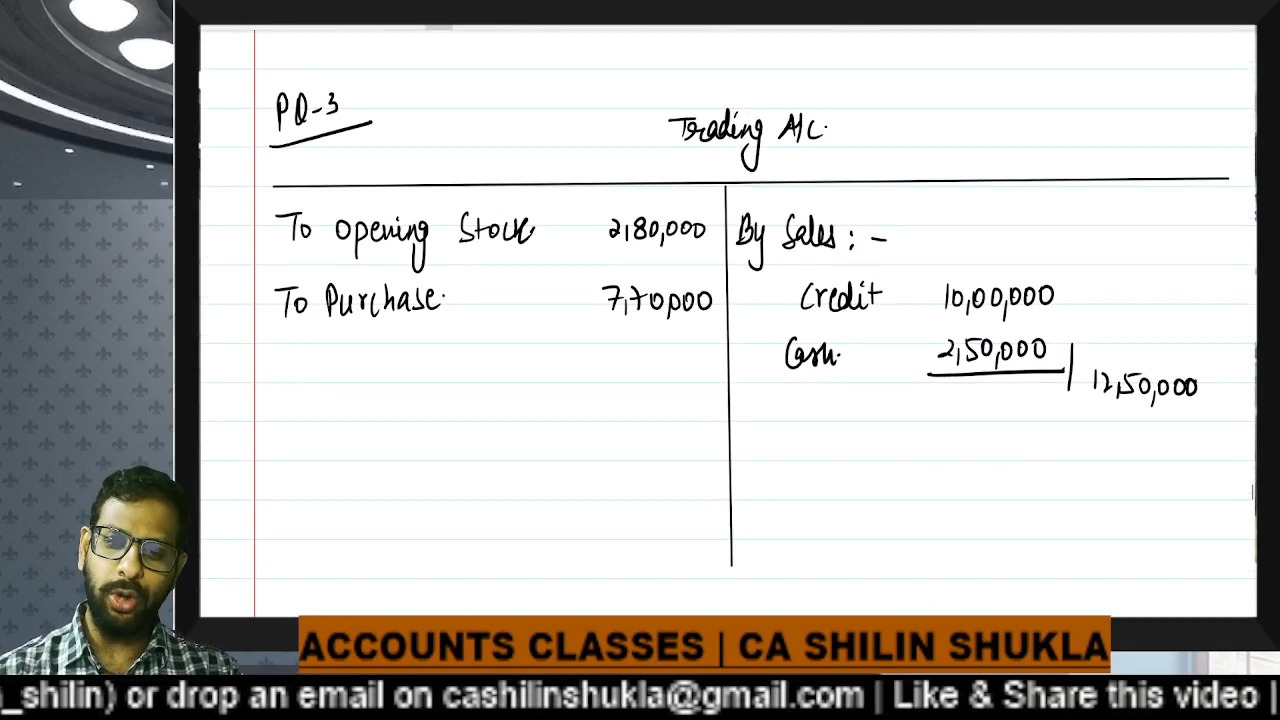 PQ-3
Trading A/c.
To Opening Stock 2,80,000
To Purchase. 7,70,000
By Sales : -
Credit 10,00,000
Cash. 2,50,000
12,50,000
ACCOUNTS CLASSES | CA SHILIN SHUKLA
_shilin) or drop an email on cashilinshukla@gmail.com | Like & Share this video |